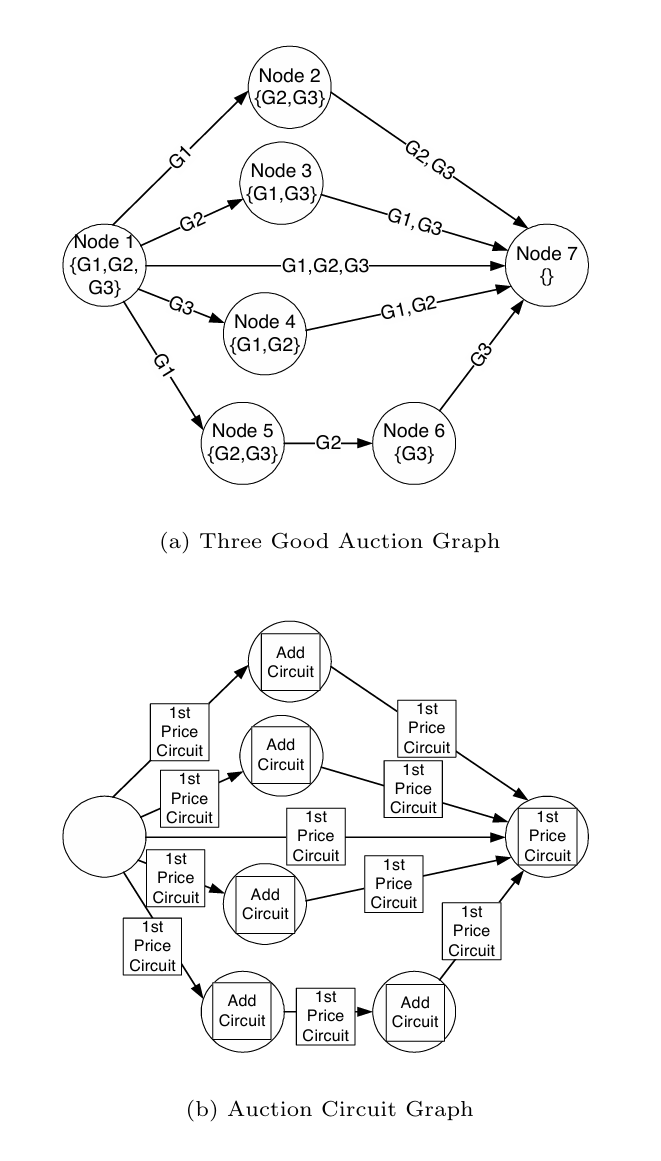 Node 2
{G2,G3}
G1
G2,G3
Node 3
{G1,G3}
G2
G1,G3
Node 1
{G1,G2,
G3}
G1,G2,G3
Node 7
{}
G3
Node 4
{G1,G2}
G1,G2
G1
G3
Node 5
{G2,G3}
G2
Node 6
{G3}
(a) Three Good Auction Graph
Add
Circuit
1st
Price
Circuit
1st
Price
Circuit
Add
Circuit
1st
Price
Circuit
1st
Price
Circuit
1st
Price
Circuit
1st
Price
Circuit
1st
Price
Circuit
Add
Circuit
1st
Price
Circuit
1st
Price
Circuit
1st
Price
Circuit
Add
Circuit
1st
Price
Circuit
Add
Circuit
(b) Auction Circuit Graph